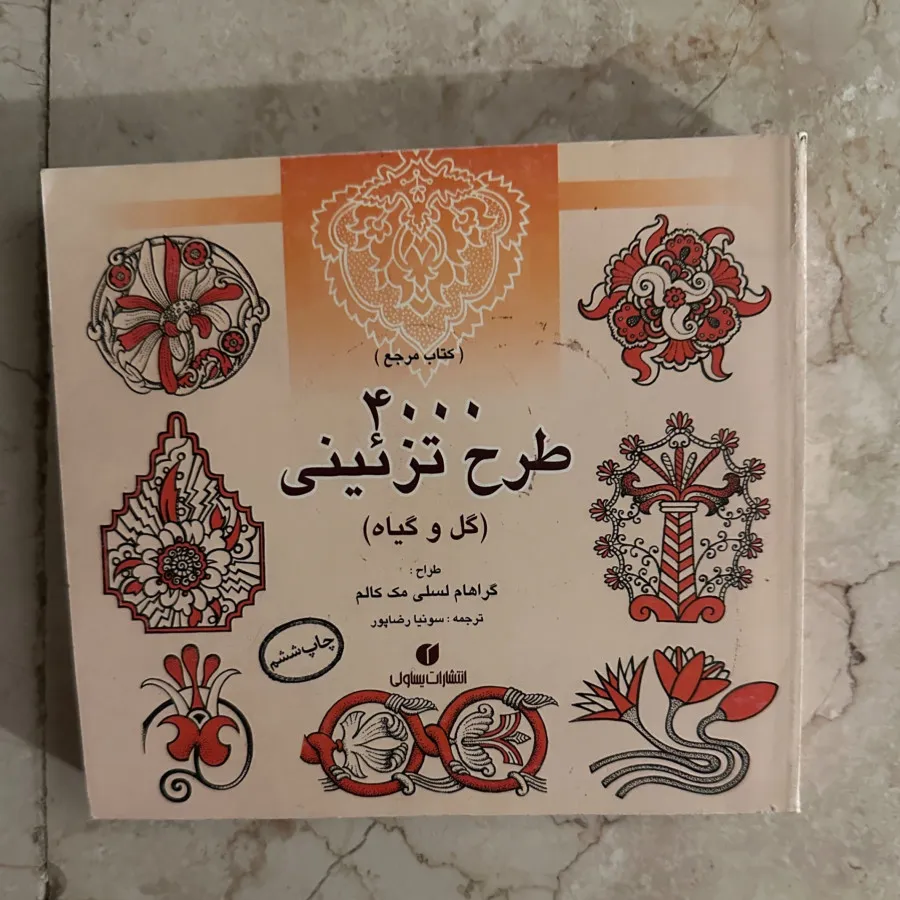 (کتاب مرجع)
۴۰۰۰
طرح تزئینی
(گل و گیاه)
طراح :
گراهام لسلی مک کالم
ترجمه : سونیا رضاپور
چاپ ششم
انتشارات یساولی